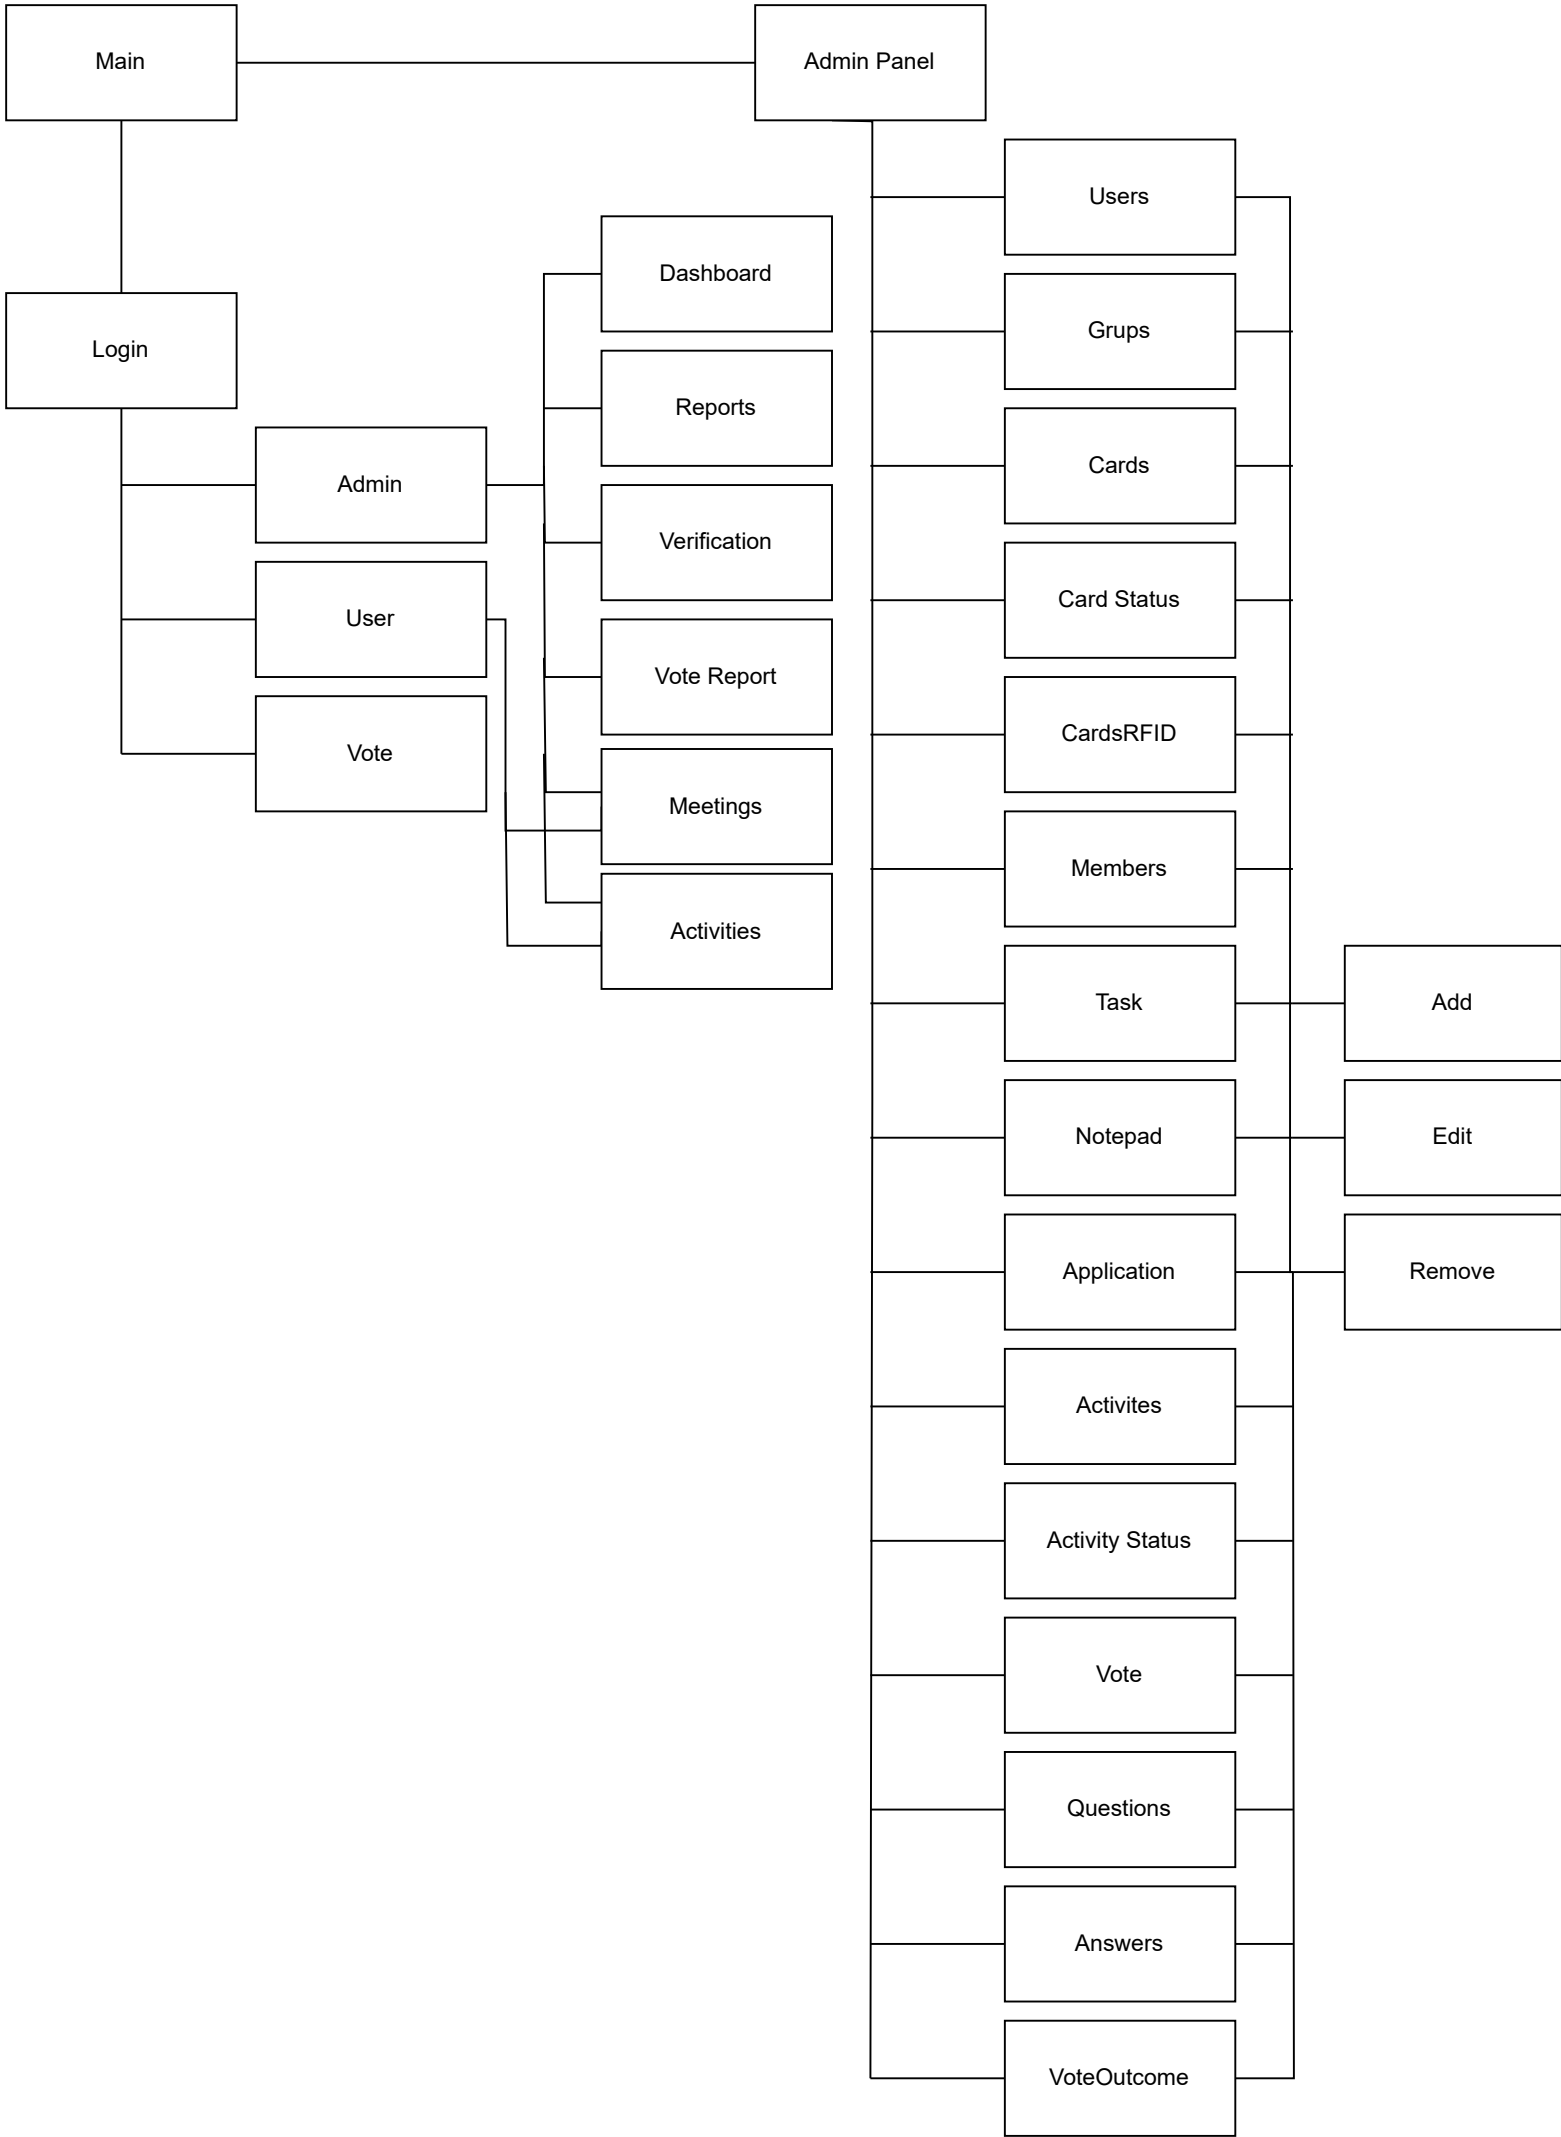 Main
Admin Panel
Users
Dashboard
Grups
Login
Reports
Cards
Admin
Verification
Card Status
User
Vote Report
CardsRFID
Vote
Meetings
Members
Activities
Task
Add
Notepad
Edit
Application
Remove
Activites
Activity Status
Vote
Questions
Answers
VoteOutcome